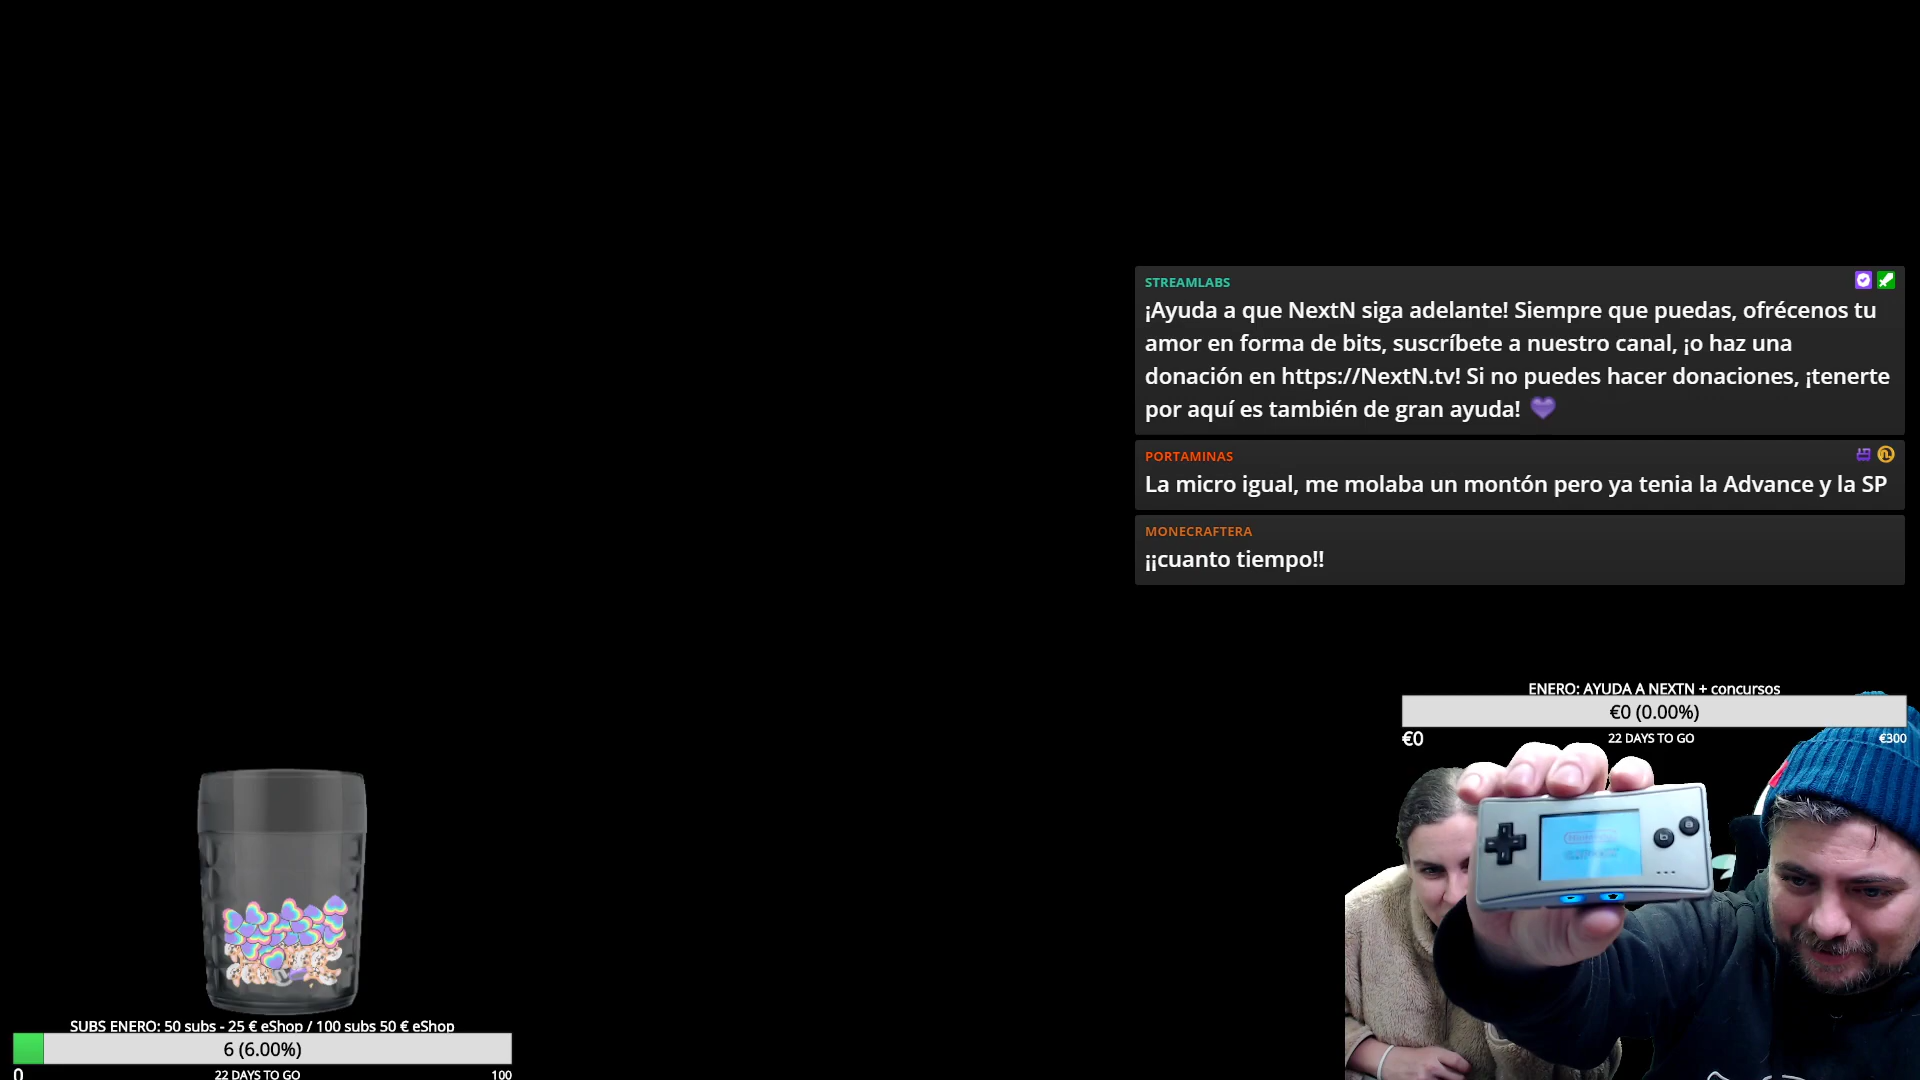 STREAMLABS
¡Ayuda a que NextN siga adelante! Siempre que puedas, ofrécenos tu
amor en forma de bits, suscríbete a nuestro canal, ¡o haz una
donación en https://NextN.tv! Si no puedes hacer donaciones, ¡tenerte
por aquí es también de gran ayuda! 💜
PORTAMINAS
La micro igual, me molaba un montón pero ya tenia la Advance y la SP
MONECRAFTERA
¡¡cuanto tiempo!!
ENERO: AYUDA A NEXTN + concursos
€0 (0.00%)
€0 22 DAYS TO GO €300
SUBS ENERO: 50 subs - 25 € eShop / 100 subs 50 € eShop
6 (6.00%)
0 22 DAYS TO GO 100